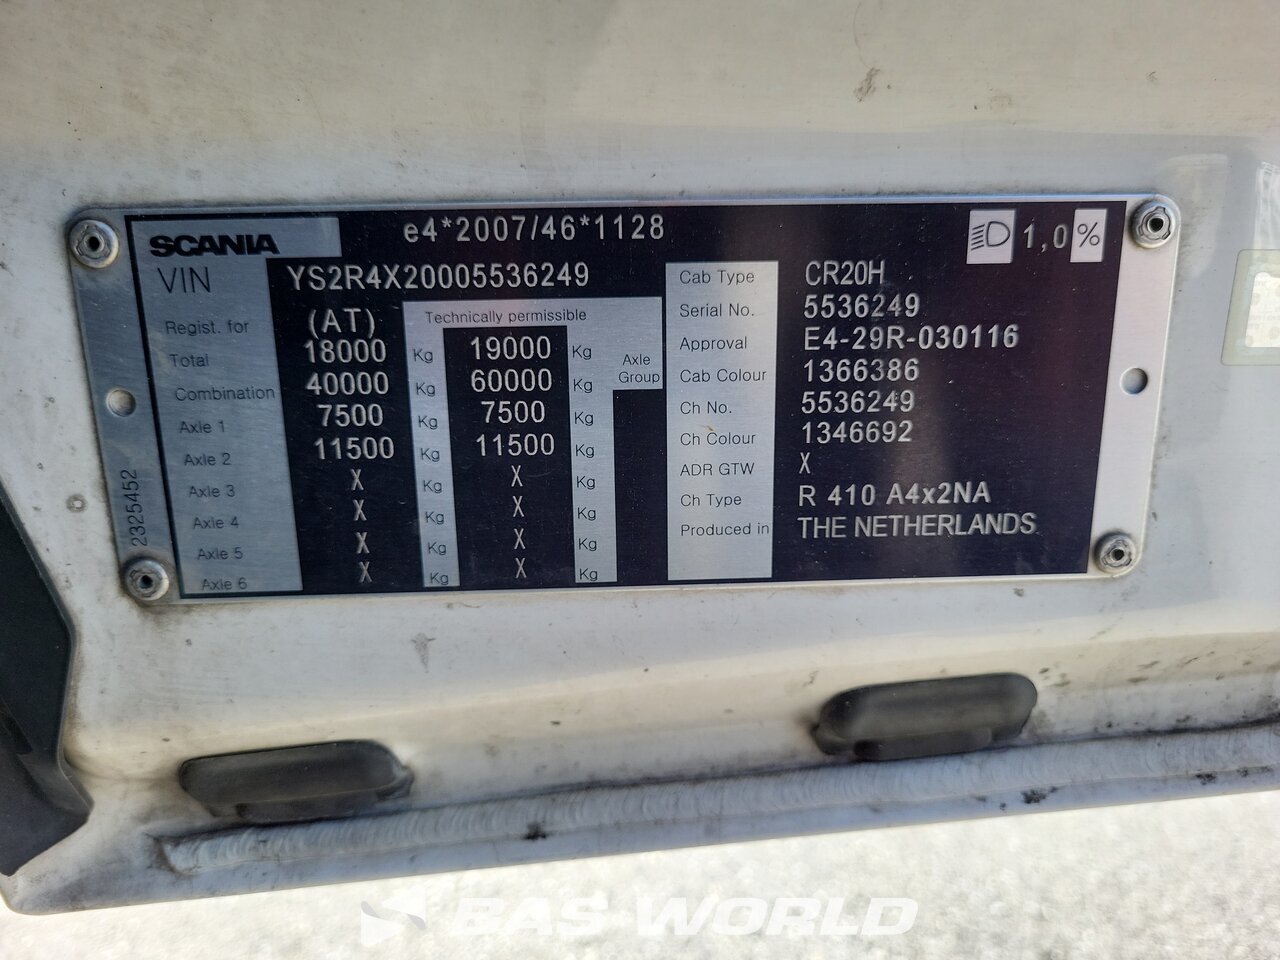 SCANIA e4*2007/46*1128 1,0 %
VIN YS2R4X20005536249
Regist. for (AT) Technically permissible
Total 18000 Kg 19000 Kg Axle Group
Combination 40000 Kg 60000 Kg
Axle 1 7500 Kg 7500 Kg
Axle 2 11500 Kg 11500 Kg
Axle 3 X Kg X Kg
Axle 4 X Kg X Kg
Axle 5 X Kg X Kg
Axle 6 X Kg X Kg
Cab Type CR20H
Serial No. 5536249
Approval E4-29R-030116
Cab Colour 1366386
Ch No. 5536249
Ch Colour 1346692
ADR GTW X
Ch Type R 410 A4x2NA
Produced in THE NETHERLANDS
2325452
BAS WORLD